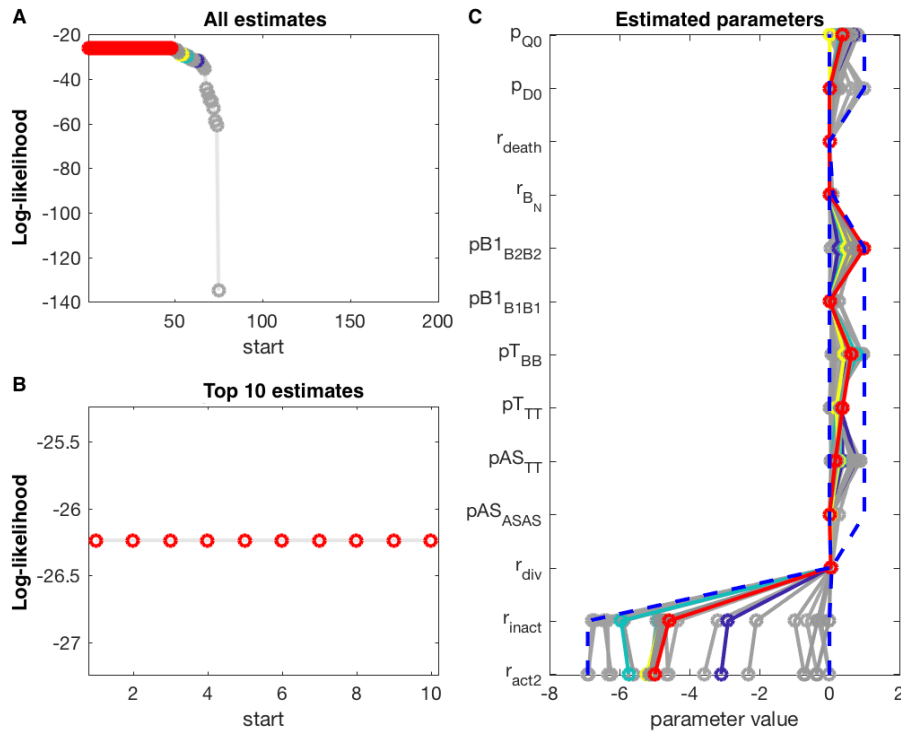 A
All estimates
Log-likelihood
-20
-40
-60
-80
-100
-120
-140
50
100
150
200
start
B
Top 10 estimates
Log-likelihood
-25.5
-26
-26.5
-27
2
4
6
8
10
start
C
Estimated parameters
p_Q0
p_D0
r_death
r_B_N
pB1_B2B2
pB1_B1B1
pT_BB
pT_TT
pAS_TT
pAS_ASAS
r_div
r_inact
r_act2
-8
-6
-4
-2
0
2
parameter value